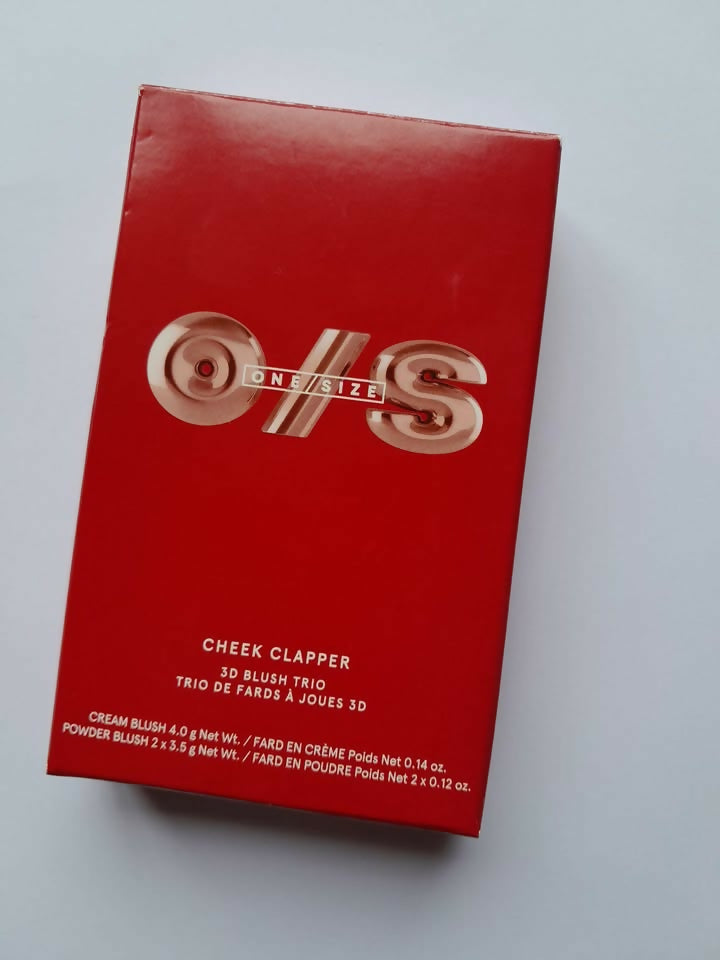 O/S
ONE/SIZE
CHEEK CLAPPER
3D BLUSH TRIO
TRIO DE FARDS À JOUES 3D
CREAM BLUSH 4.0 g Net Wt. / FARD EN CRÈME Poids Net 0.14 oz.
POWDER BLUSH 2 x 3.5 g Net Wt. / FARD EN POUDRE Poids Net 2 x 0.12 oz.